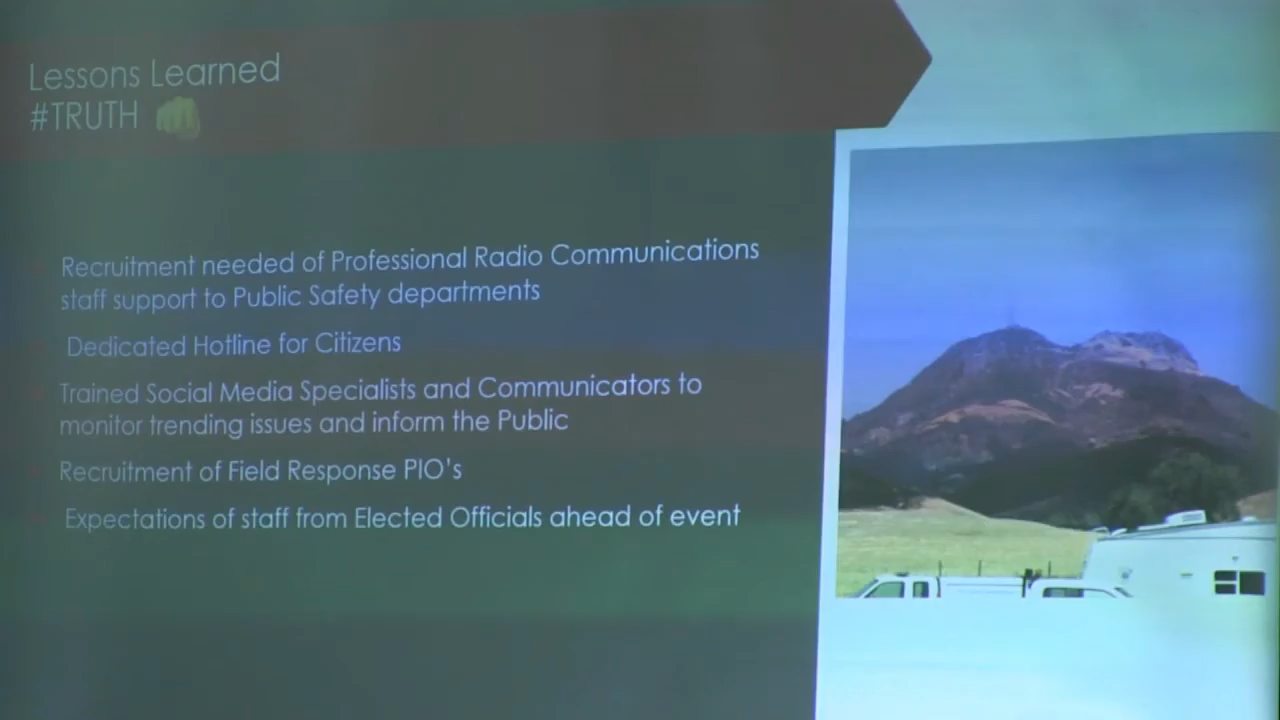 Lessons Learned
#TRUTH 👊
Recruitment needed of Professional Radio Communications
staff support to Public Safety departments
Dedicated Hotline for Citizens
Trained Social Media Specialists and Communicators to
monitor trending issues and inform the Public
Recruitment of Field Response PIO's
Expectations of staff from Elected Officials ahead of event